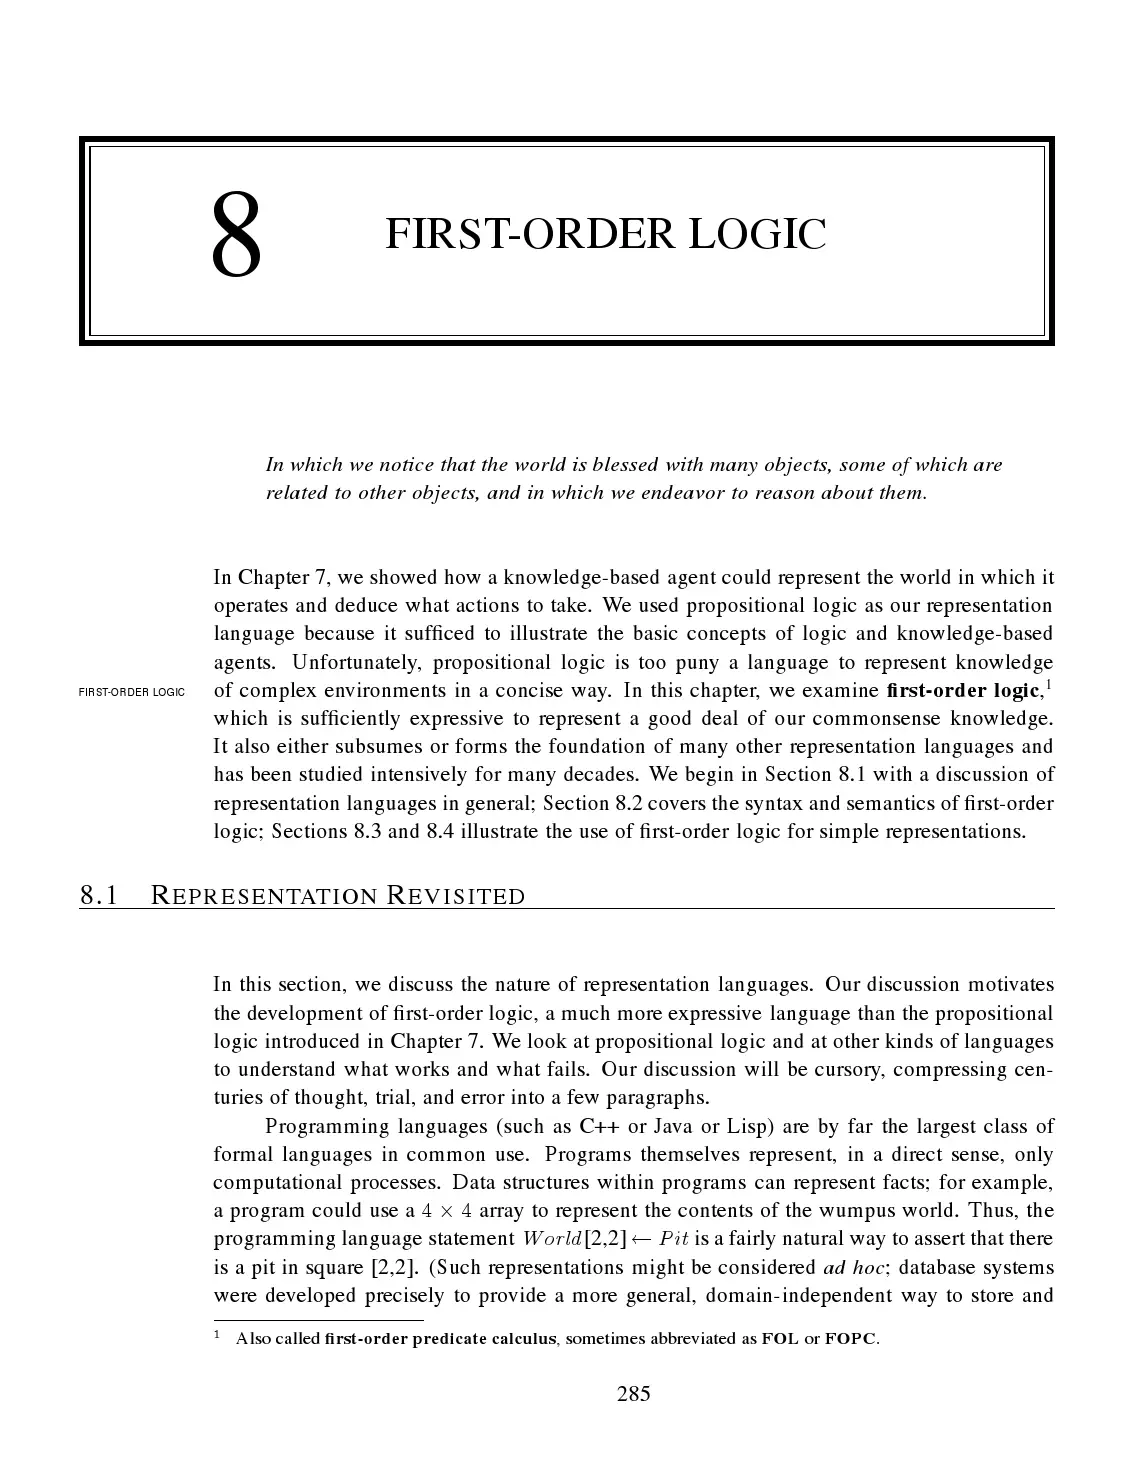 8
FIRST-ORDER LOGIC
In which we notice that the world is blessed with many objects, some of which are
related to other objects, and in which we endeavor to reason about them.
In Chapter 7, we showed how a knowledge-based agent could represent the world in which it
operates and deduce what actions to take. We used propositional logic as our representation
language because it sufficed to illustrate the basic concepts of logic and knowledge-based
agents. Unfortunately, propositional logic is too puny a language to represent knowledge
FIRST-ORDER LOGIC
of complex environments in a concise way. In this chapter, we examine first-order logic,¹
which is sufficiently expressive to represent a good deal of our commonsense knowledge.
It also either subsumes or forms the foundation of many other representation languages and
has been studied intensively for many decades. We begin in Section 8.1 with a discussion of
representation languages in general; Section 8.2 covers the syntax and semantics of first-order
logic; Sections 8.3 and 8.4 illustrate the use of first-order logic for simple representations.
8.1 REPRESENTATION REVISITED
In this section, we discuss the nature of representation languages. Our discussion motivates
the development of first-order logic, a much more expressive language than the propositional
logic introduced in Chapter 7. We look at propositional logic and at other kinds of languages
to understand what works and what fails. Our discussion will be cursory, compressing cen-
turies of thought, trial, and error into a few paragraphs.
Programming languages (such as C++ or Java or Lisp) are by far the largest class of
formal languages in common use. Programs themselves represent, in a direct sense, only
computational processes. Data structures within programs can represent facts; for example,
a program could use a 4 × 4 array to represent the contents of the wumpus world. Thus, the
programming language statement World[2,2] ← Pit is a fairly natural way to assert that there
is a pit in square [2,2]. (Such representations might be considered ad hoc; database systems
were developed precisely to provide a more general, domain-independent way to store and
¹ Also called first-order predicate calculus, sometimes abbreviated as FOL or FOPC.
285